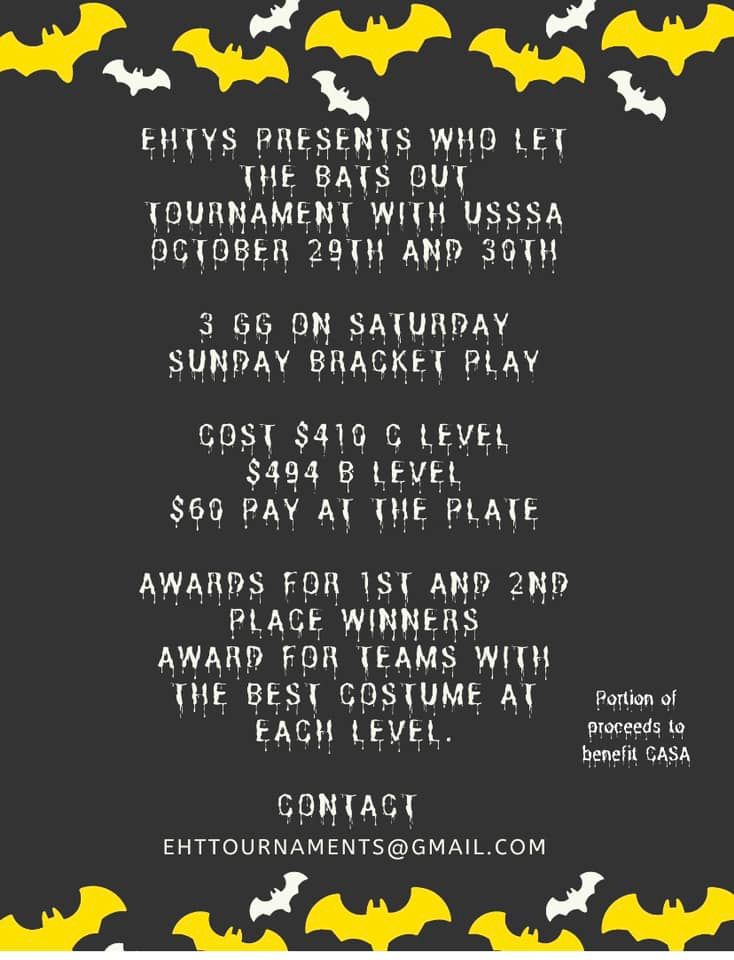 EHTYS PRESENTS WHO LET
THE BATS OUT
TOURNAMENT WITH USSSA
OCTOBER 29TH AND 30TH
3 GG ON SATURDAY
SUNDAY BRACKET PLAY
COST $410 C LEVEL
$494 B LEVEL
$60 PAY AT THE PLATE
AWARDS FOR 1ST AND 2ND
PLACE WINNERS
AWARD FOR TEAMS WITH
THE BEST COSTUME AT
EACH LEVEL.
Portion of
proceeds to
benefit CASA
CONTACT
EHTTOURNAMENTS@GMAIL.COM